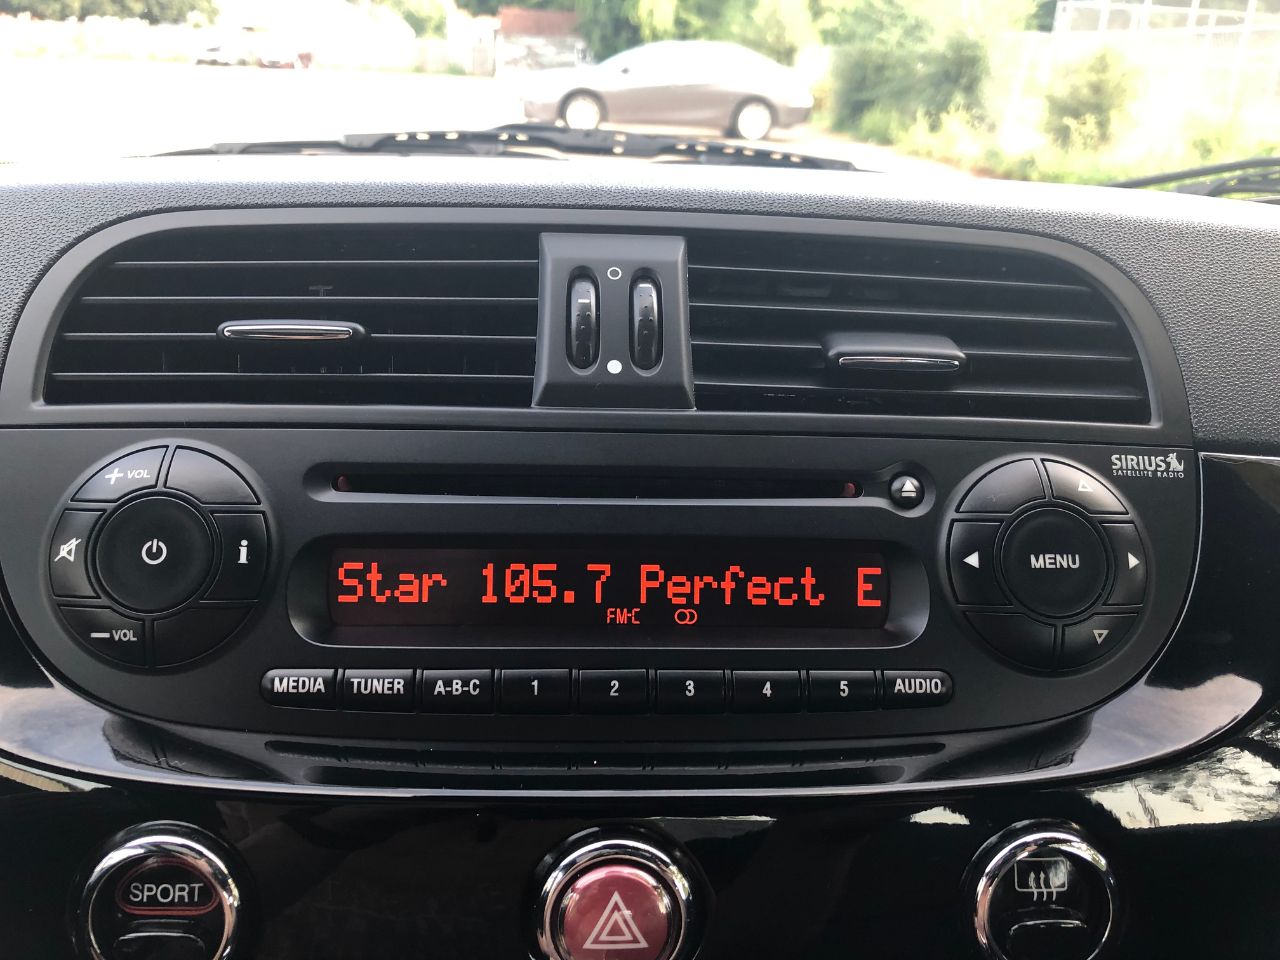 + VOL
SIRIUS
SATELLITE RADIO
i
MENU
Star 105.7 Perfect E
FM-C
— VOL
MEDIA TUNER A-B-C 1 2 3 4 5 AUDIO
SPORT